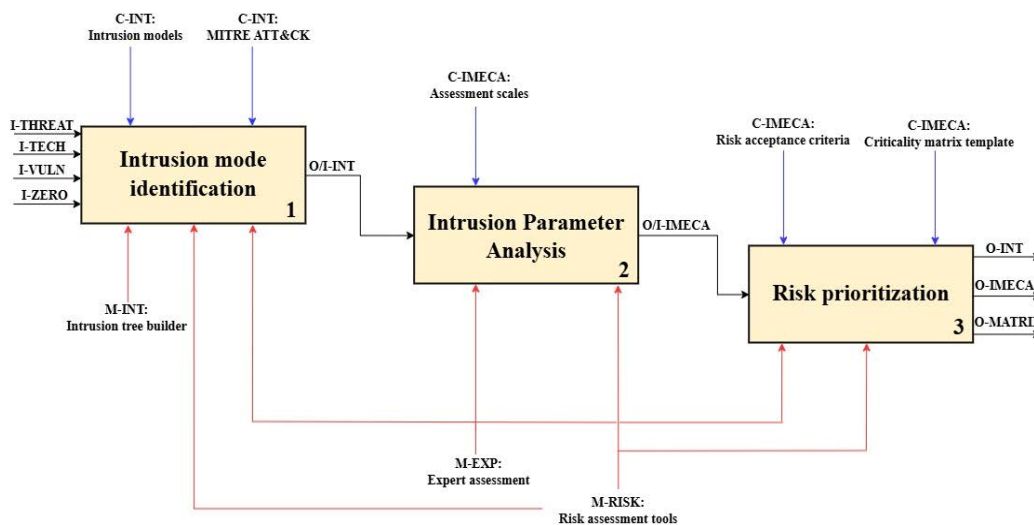 C-INT:
Intrusion models
C-INT:
MITRE ATT&CK
C-IMECA:
Assessment scales
C-IMECA:
Risk acceptance criteria
C-IMECA:
Criticality matrix template
I-THREAT
I-TECH
I-VULN
I-ZERO
Intrusion mode
identification
1
O/I-INT
Intrusion Parameter
Analysis
2
O/I-IMECA
Risk prioritization
3
O-INT
O-IMECA
O-MATRIX
M-INT:
Intrusion tree builder
M-EXP:
Expert assessment
M-RISK:
Risk assessment tools